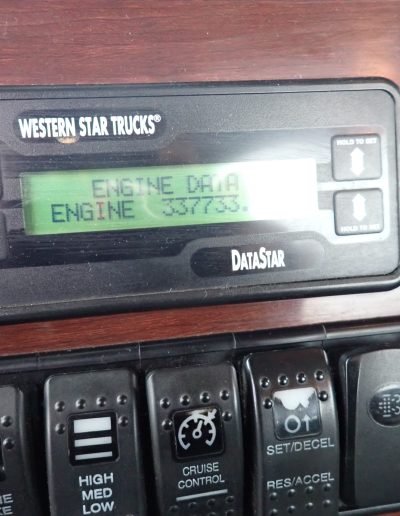 WESTERN STAR TRUCKS®
HOLD TO SET
ENGINE DATA
ENGINE 337733.
HOLD TO SET
DATASTAR
HIGH
MED
LOW
CRUISE
CONTROL
SET/DECEL
RES/ACCEL